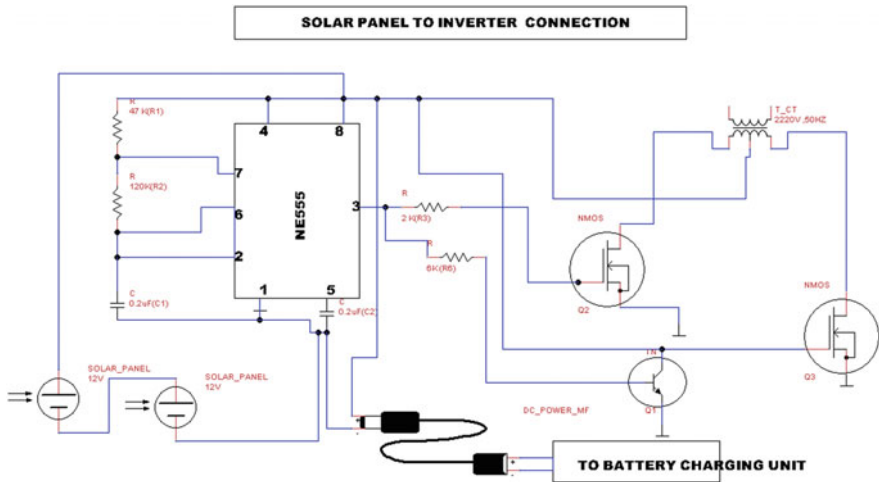 SOLAR PANEL TO INVERTER CONNECTION
R
47 K(R1)
R
120K(R2)
C
0.2uF(C1)
4
8
7
6
2
3
1
5
NE555
C
0.2uF(C2)
R
2 K(R3)
R
6K(R6)
T_CT
2220V ,50HZ
NMOS
Q2
NMOS
Q3
Q1
SOLAR_PANEL
12V
SOLAR_PANEL
12V
DC_POWER_MF
+
-
+
-
TO BATTERY CHARGING UNIT